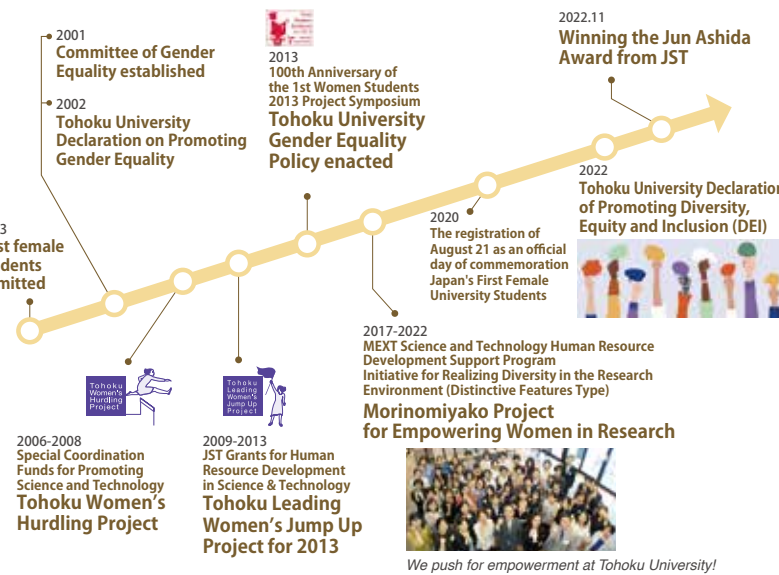 2001
Committee of Gender
Equality established
2002
Tohoku University
Declaration on Promoting
Gender Equality
3
st female
dents
mitted
2013
100th Anniversary of
the 1st Women Students
2013 Project Symposium
Tohoku University
Gender Equality
Policy enacted
2022.11
Winning the Jun Ashida
Award from JST
2022
Tohoku University Declaration
of Promoting Diversity,
Equity and Inclusion (DEI)
2020
The registration of
August 21 as an official
day of commemoration
Japan's First Female
University Students
2017-2022
MEXT Science and Technology Human Resource
Development Support Program
Initiative for Realizing Diversity in the Research
Environment (Distinctive Features Type)
Morinomiyako Project
for Empowering Women in Research
Tohoku
Women's
Hurdling
Project
2006-2008
Special Coordination
Funds for Promoting
Science and Technology
Tohoku Women's
Hurdling Project
Tohoku
Leading
Women's
Jump Up
Project
2009-2013
JST Grants for Human
Resource Development
in Science & Technology
Tohoku Leading
Women's Jump Up
Project for 2013
We push for empowerment at Tohoku University!